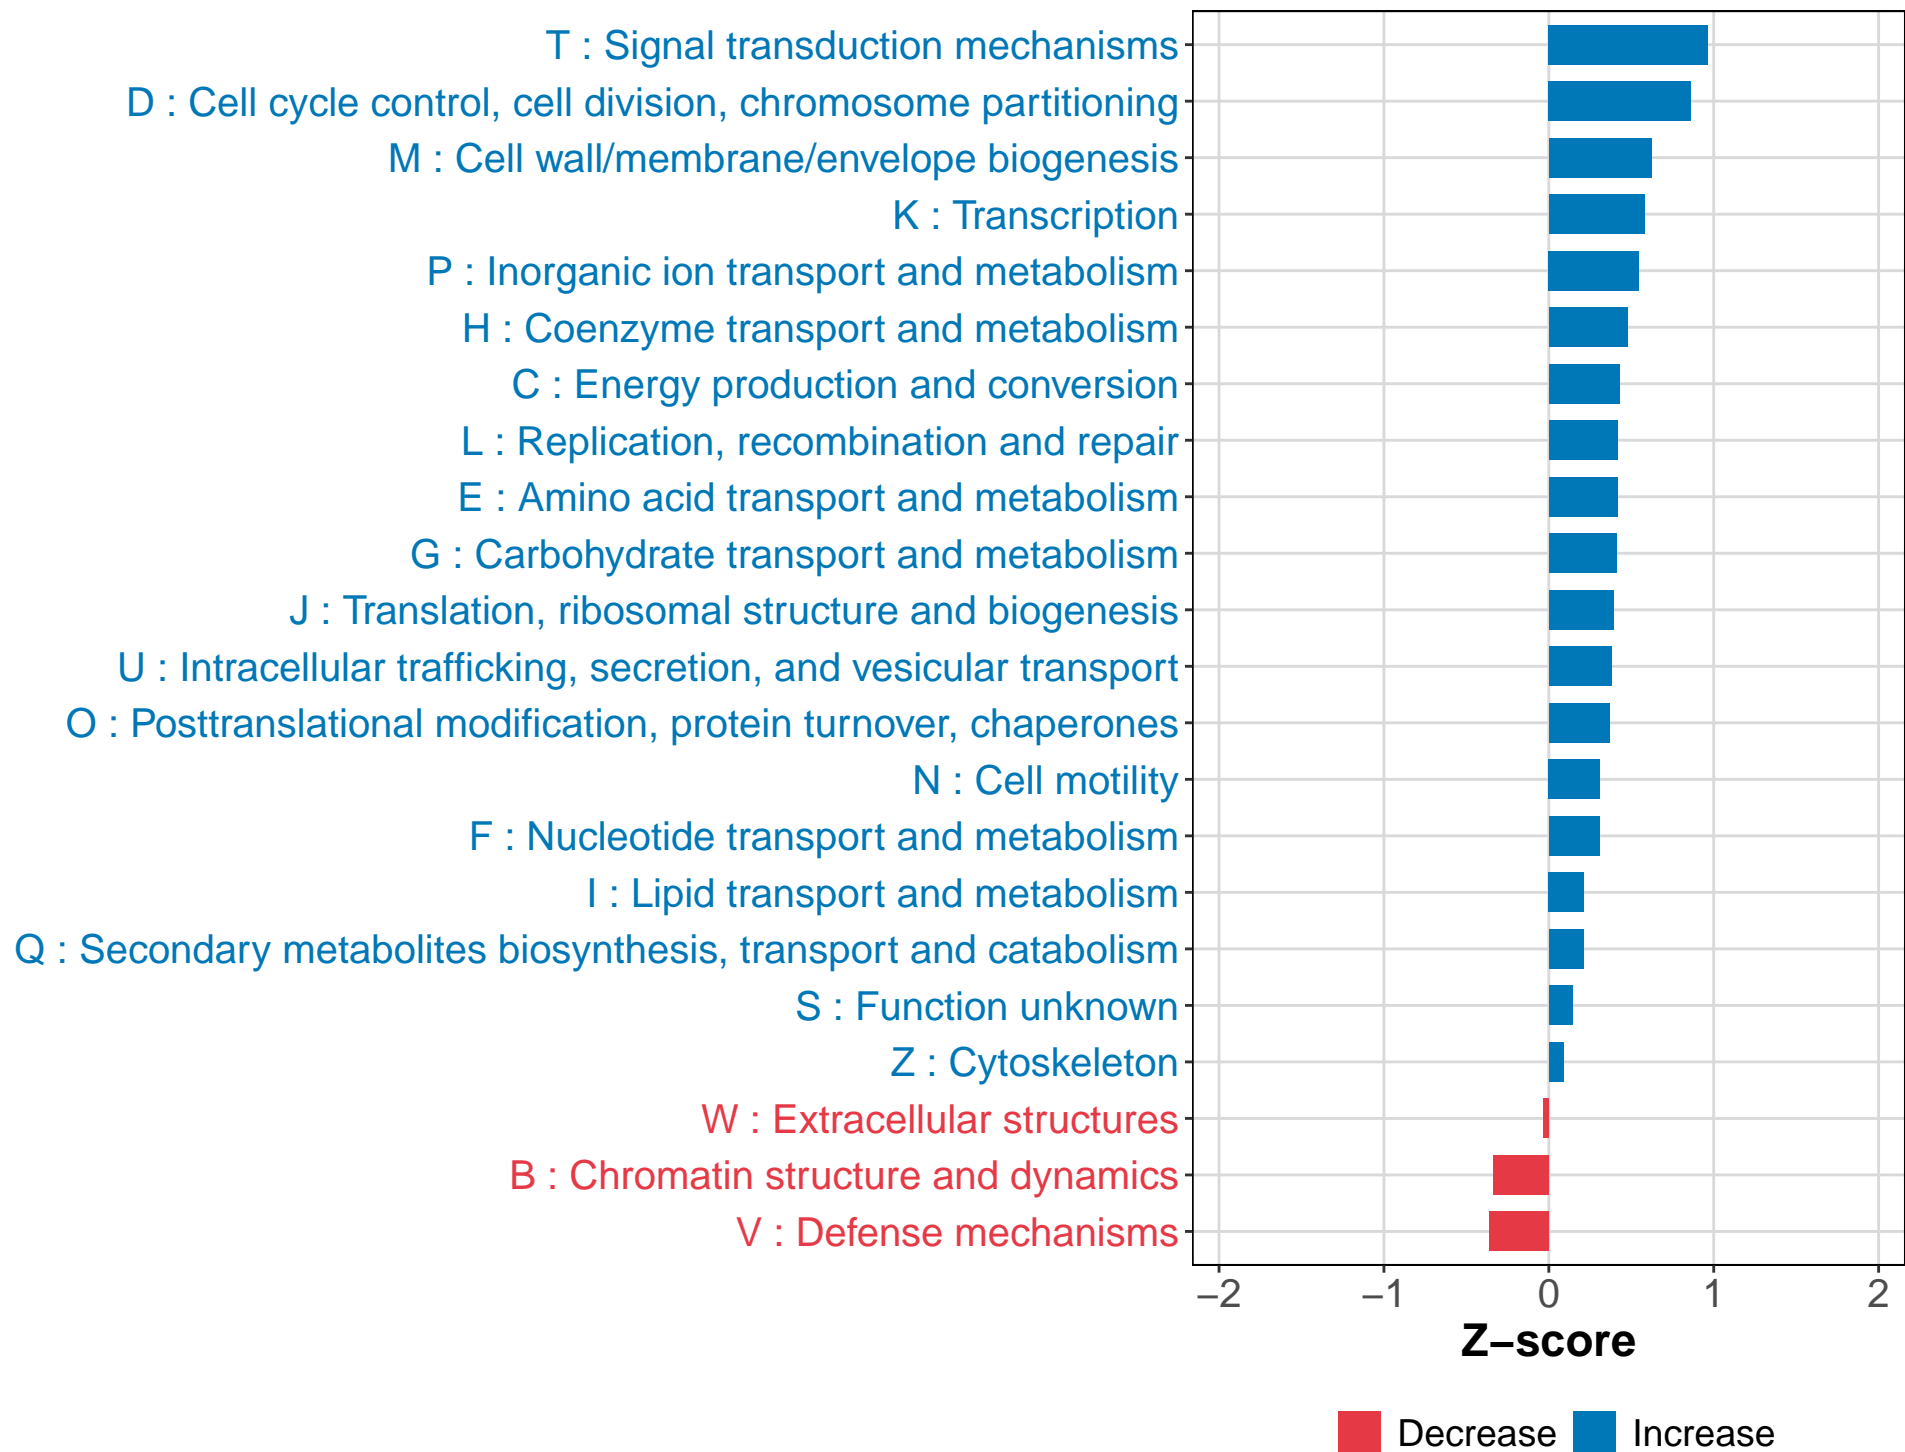 T : Signal transduction mechanisms
D : Cell cycle control, cell division, chromosome partitioning
M : Cell wall/membrane/envelope biogenesis
K : Transcription
P : Inorganic ion transport and metabolism
H : Coenzyme transport and metabolism
C : Energy production and conversion
L : Replication, recombination and repair
E : Amino acid transport and metabolism
G : Carbohydrate transport and metabolism
J : Translation, ribosomal structure and biogenesis
U : Intracellular trafficking, secretion, and vesicular transport
O : Posttranslational modification, protein turnover, chaperones
N : Cell motility
F : Nucleotide transport and metabolism
I : Lipid transport and metabolism
Q : Secondary metabolites biosynthesis, transport and catabolism
S : Function unknown
Z : Cytoskeleton
W : Extracellular structures
B : Chromatin structure and dynamics
V : Defense mechanisms
−2 −1 0 1 2
Z−score
Decrease Increase